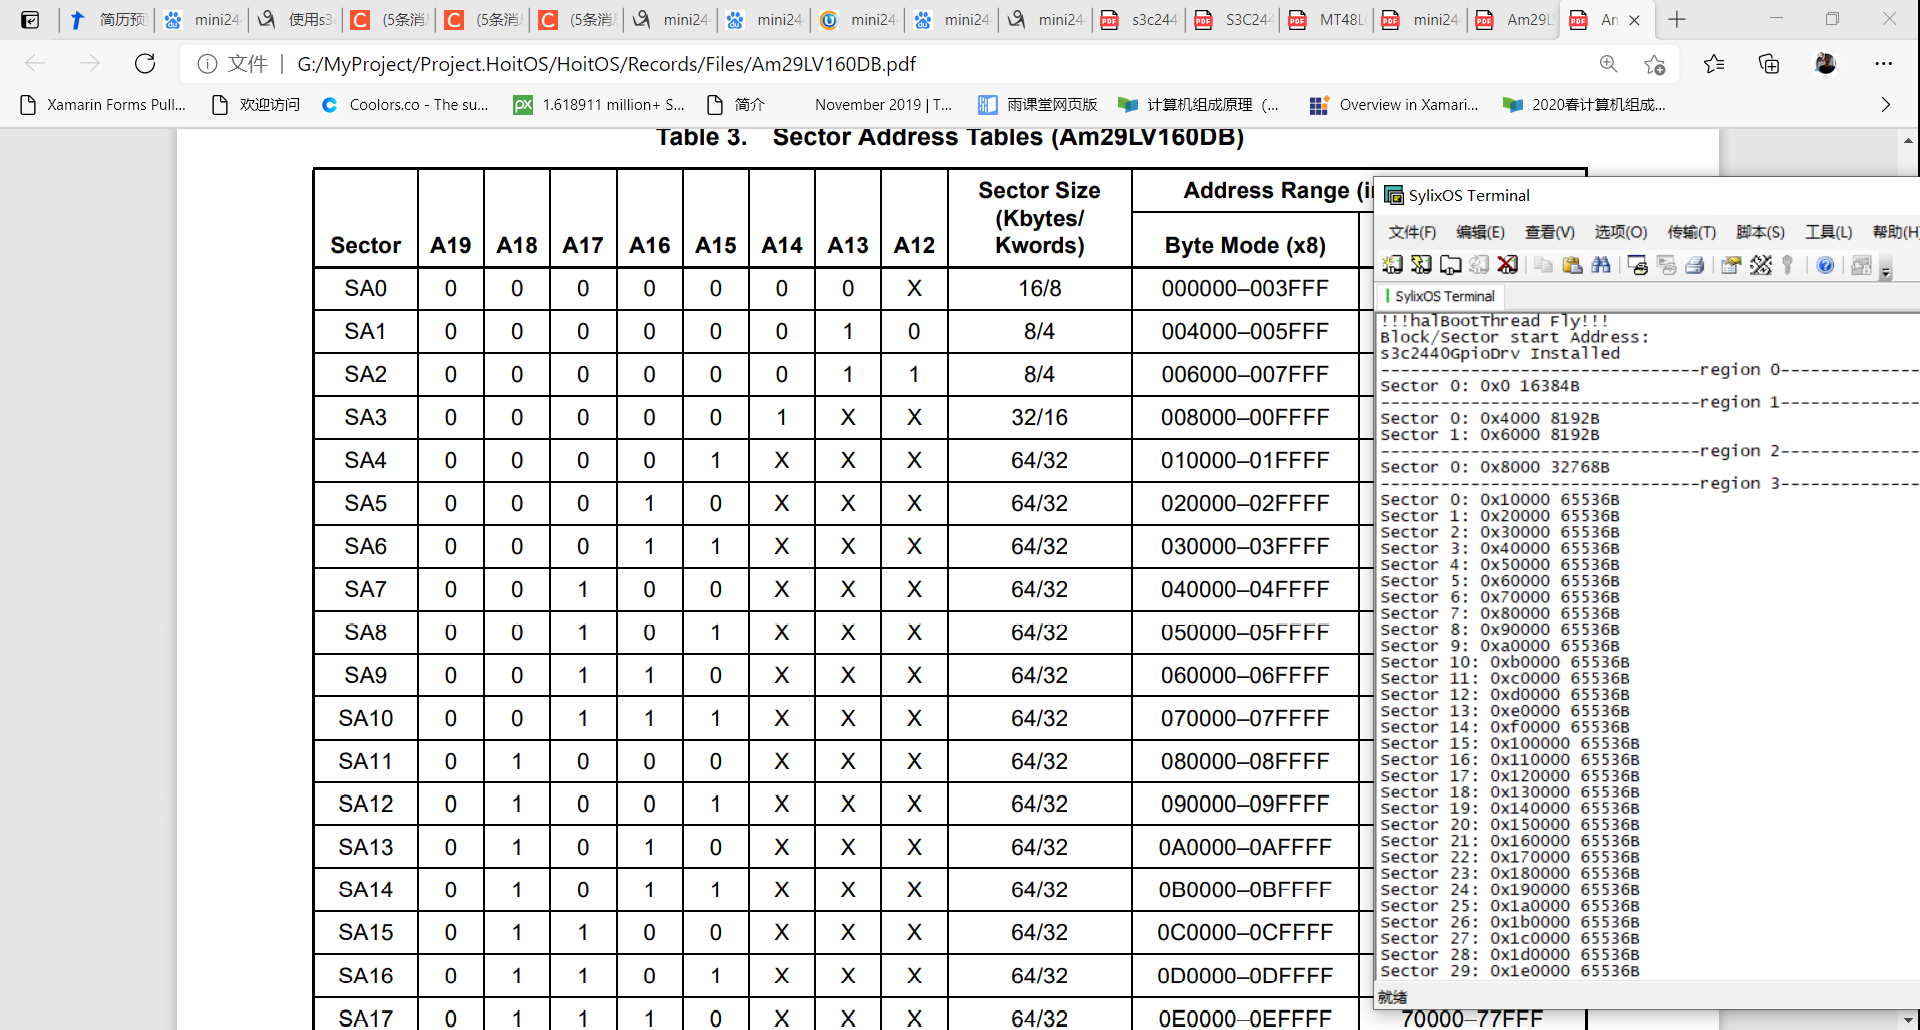 简历预 mini24 使用s3 (5条消 (5条消 (5条消 mini24 mini24 mini24 mini24 mini24 s3c244 S3C244 MT48L mini24 Am29L Am
文件 | G:/MyProject/Project.HoitOS/HoitOS/Records/Files/Am29LV160DB.pdf
Xamarin Forms Pull... 欢迎访问 Coolors.co - The su... 1.618911 million+ S... 简介 November 2019 | T... 雨课堂网页版 计算机组成原理 (... Overview in Xamari... 2020春计算机组成...
Table 3. Sector Address Tables (Am29LV160DB)
Sector A19 A18 A17 A16 A15 A14 A13 A12 Sector Size (Kbytes/ Kwords) Address Range (i
Byte Mode (x8)
SA0 0 0 0 0 0 0 0 X 16/8 000000–003FFF
SA1 0 0 0 0 0 0 1 0 8/4 004000–005FFF
SA2 0 0 0 0 0 0 1 1 8/4 006000–007FFF
SA3 0 0 0 0 0 1 X X 32/16 008000–00FFFF
SA4 0 0 0 0 1 X X X 64/32 010000–01FFFF
SA5 0 0 0 1 0 X X X 64/32 020000–02FFFF
SA6 0 0 0 1 1 X X X 64/32 030000–03FFFF
SA7 0 0 1 0 0 X X X 64/32 040000–04FFFF
SA8 0 0 1 0 1 X X X 64/32 050000–05FFFF
SA9 0 0 1 1 0 X X X 64/32 060000–06FFFF
SA10 0 0 1 1 1 X X X 64/32 070000–07FFFF
SA11 0 1 0 0 0 X X X 64/32 080000–08FFFF
SA12 0 1 0 0 1 X X X 64/32 090000–09FFFF
SA13 0 1 0 1 0 X X X 64/32 0A0000–0AFFFF
SA14 0 1 0 1 1 X X X 64/32 0B0000–0BFFFF
SA15 0 1 1 0 0 X X X 64/32 0C0000–0CFFFF
SA16 0 1 1 0 1 X X X 64/32 0D0000–0DFFFF
SA17 0 1 1 1 0 X X X 64/32 0E0000–0EFFFF 70000–77FFF
SylixOS Terminal
文件(F) 编辑(E) 查看(V) 选项(O) 传输(T) 脚本(S) 工具(L) 帮助(H
SylixOS Terminal
!!!halBootThread Fly!!!
Block/Sector start Address:
s3c2440GpioDrv Installed
--------------------------------region 0--------------
Sector 0: 0x0 16384B
--------------------------------region 1--------------
Sector 0: 0x4000 8192B
Sector 1: 0x6000 8192B
--------------------------------region 2--------------
Sector 0: 0x8000 32768B
--------------------------------region 3--------------
Sector 0: 0x10000 65536B
Sector 1: 0x20000 65536B
Sector 2: 0x30000 65536B
Sector 3: 0x40000 65536B
Sector 4: 0x50000 65536B
Sector 5: 0x60000 65536B
Sector 6: 0x70000 65536B
Sector 7: 0x80000 65536B
Sector 8: 0x90000 65536B
Sector 9: 0xa0000 65536B
Sector 10: 0xb0000 65536B
Sector 11: 0xc0000 65536B
Sector 12: 0xd0000 65536B
Sector 13: 0xe0000 65536B
Sector 14: 0xf0000 65536B
Sector 15: 0x100000 65536B
Sector 16: 0x110000 65536B
Sector 17: 0x120000 65536B
Sector 18: 0x130000 65536B
Sector 19: 0x140000 65536B
Sector 20: 0x150000 65536B
Sector 21: 0x160000 65536B
Sector 22: 0x170000 65536B
Sector 23: 0x180000 65536B
Sector 24: 0x190000 65536B
Sector 25: 0x1a0000 65536B
Sector 26: 0x1b0000 65536B
Sector 27: 0x1c0000 65536B
Sector 28: 0x1d0000 65536B
Sector 29: 0x1e0000 65536B
就绪